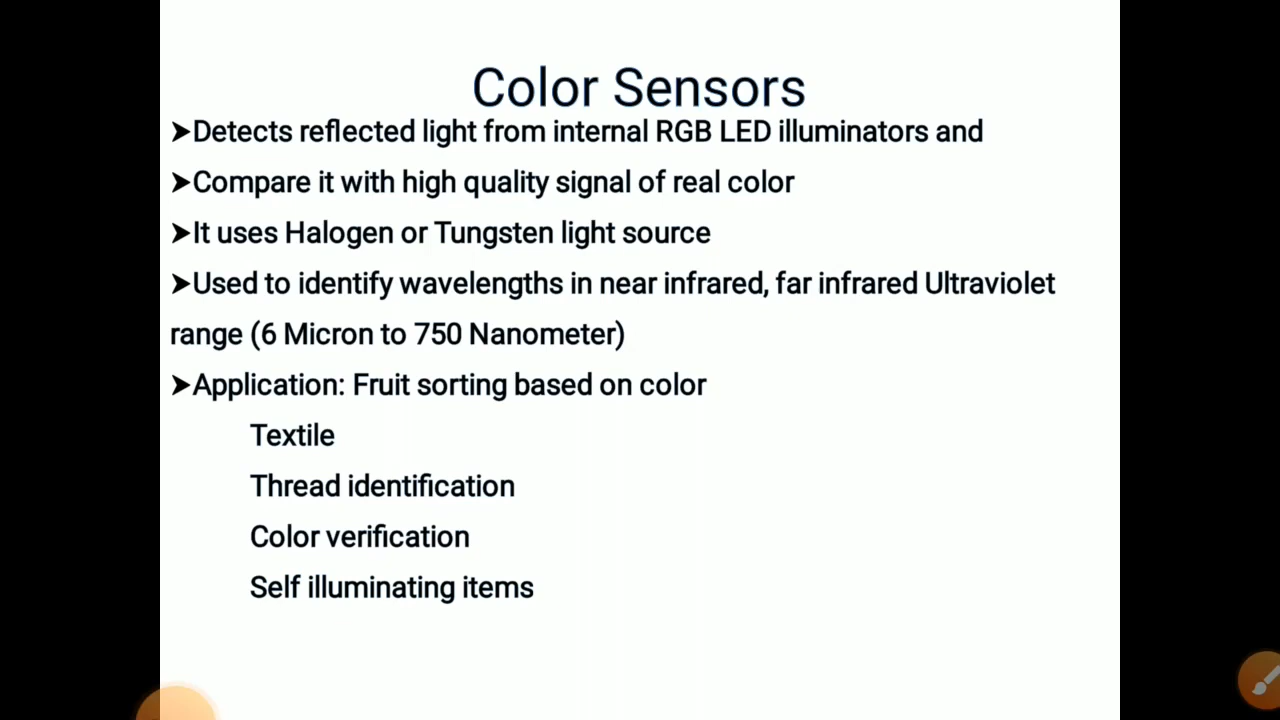 Color Sensors
➤Detects reflected light from internal RGB LED illuminators and
➤Compare it with high quality signal of real color
➤It uses Halogen or Tungsten light source
➤Used to identify wavelengths in near infrared, far infrared Ultraviolet
range (6 Micron to 750 Nanometer)
➤Application: Fruit sorting based on color
Textile
Thread identification
Color verification
Self illuminating items